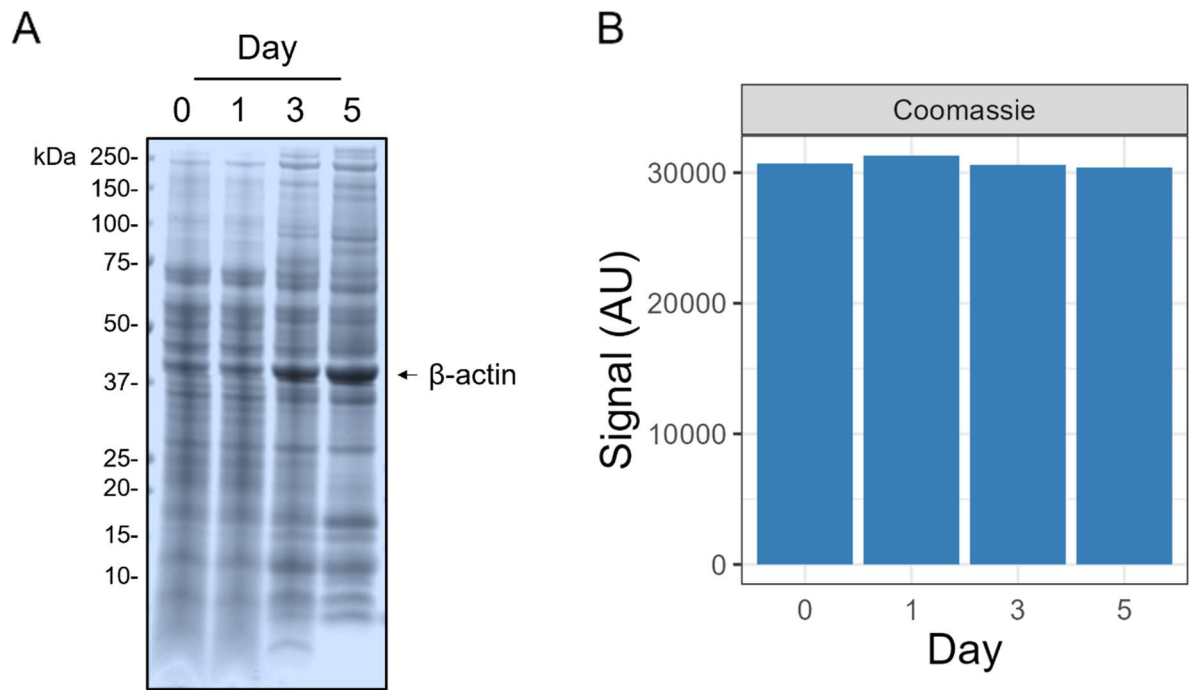 A
Day
0 1 3 5
kDa 250-
150-
100-
75-
50-
37-
← β-actin
25-
20-
15-
10-
B
Coomassie
Signal (AU)
30000
20000
10000
0
0 1 3 5
Day